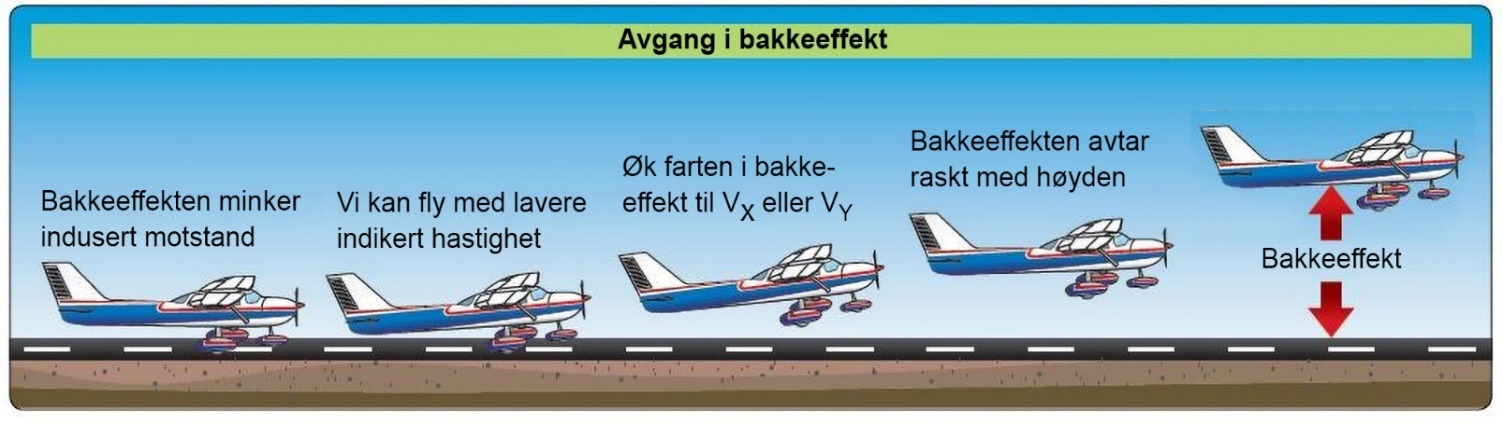 Avgang i bakkeeffekt
Bakkeeffekten minker
indusert motstand
Vi kan fly med lavere
indikert hastighet
Øk farten i bakke-
effekt til VX eller VY
Bakkeeffekten avtar
raskt med høyden
Bakkeeffekt